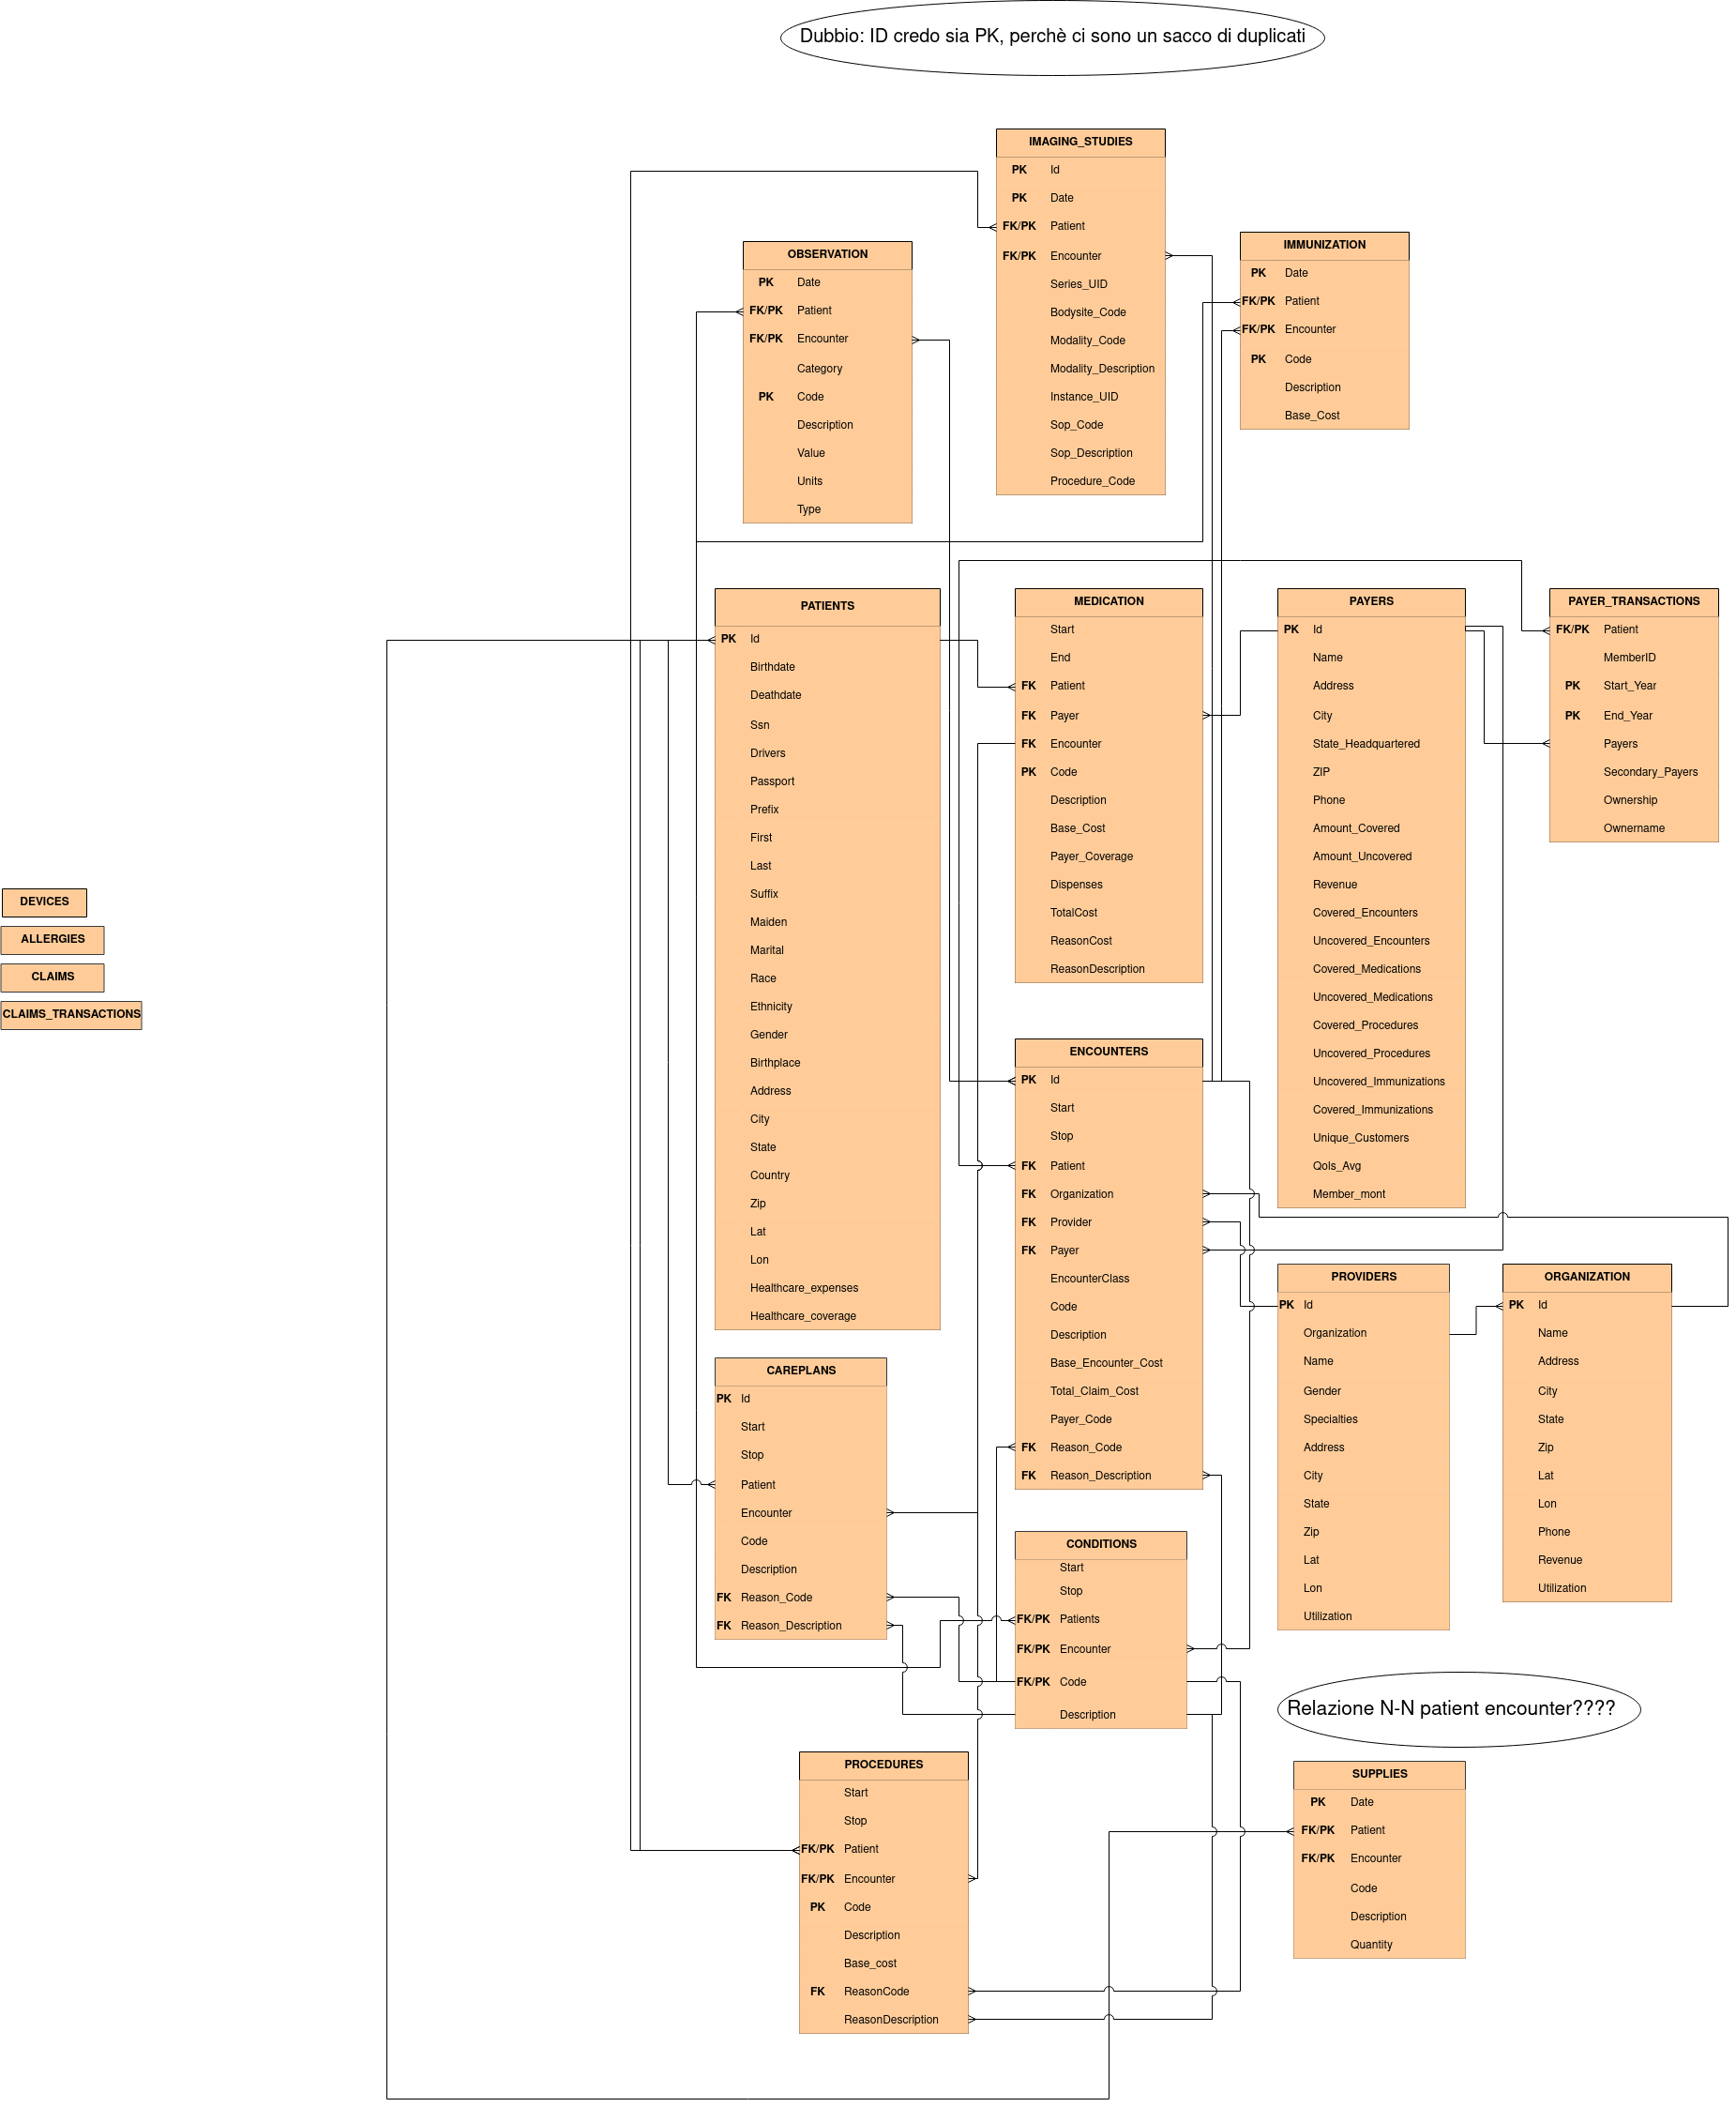 Dubbio: ID credo sia PK, perchè ci sono un sacco di duplicati
IMAGING_STUDIES
PK Id
PK Date
FK/PK Patient
FK/PK Encounter
Series_UID
Bodysite_Code
Modality_Code
Modality_Description
Instance_UID
Sop_Code
Sop_Description
Procedure_Code
IMMUNIZATION
PK Date
FK/PK Patient
FK/PK Encounter
PK Code
Description
Base_Cost
OBSERVATION
PK Date
FK/PK Patient
FK/PK Encounter
Category
PK Code
Description
Value
Units
Type
PATIENTS
PK Id
Birthdate
Deathdate
Ssn
Drivers
Passport
Prefix
First
Last
Suffix
Maiden
Marital
Race
Ethnicity
Gender
Birthplace
Address
City
State
Country
Zip
Lat
Lon
Healthcare_expenses
Healthcare_coverage
MEDICATION
Start
End
FK Patient
FK Payer
FK Encounter
PK Code
Description
Base_Cost
Payer_Coverage
Dispenses
TotalCost
ReasonCost
ReasonDescription
PAYERS
PK Id
Name
Address
City
State_Headquartered
ZIP
Phone
Amount_Covered
Amount_Uncovered
Revenue
Covered_Encounters
Uncovered_Encounters
Covered_Medications
Uncovered_Medications
Covered_Procedures
Uncovered_Procedures
Uncovered_Immunizations
Covered_Immunizations
Unique_Customers
Qols_Avg
Member_mont
PAYER_TRANSACTIONS
FK/PK Patient
MemberID
PK Start_Year
PK End_Year
Payers
Secondary_Payers
Ownership
Ownername
DEVICES
ALLERGIES
CLAIMS
CLAIMS_TRANSACTIONS
ENCOUNTERS
PK Id
Start
Stop
FK Patient
FK Organization
FK Provider
FK Payer
EncounterClass
Code
Description
Base_Encounter_Cost
Total_Claim_Cost
Payer_Code
FK Reason_Code
FK Reason_Description
PROVIDERS
PK Id
Organization
Name
Gender
Specialties
Address
City
State
Zip
Lat
Lon
Utilization
ORGANIZATION
PK Id
Name
Address
City
State
Zip
Lat
Lon
Phone
Revenue
Utilization
CAREPLANS
PK Id
Start
Stop
Patient
Encounter
Code
Description
FK Reason_Code
FK Reason_Description
CONDITIONS
Start
Stop
FK/PK Patients
FK/PK Encounter
FK/PK Code
Description
Relazione N-N patient encounter????
PROCEDURES
Start
Stop
FK/PK Patient
FK/PK Encounter
PK Code
Description
Base_cost
FK ReasonCode
ReasonDescription
SUPPLIES
PK Date
FK/PK Patient
FK/PK Encounter
Code
Description
Quantity